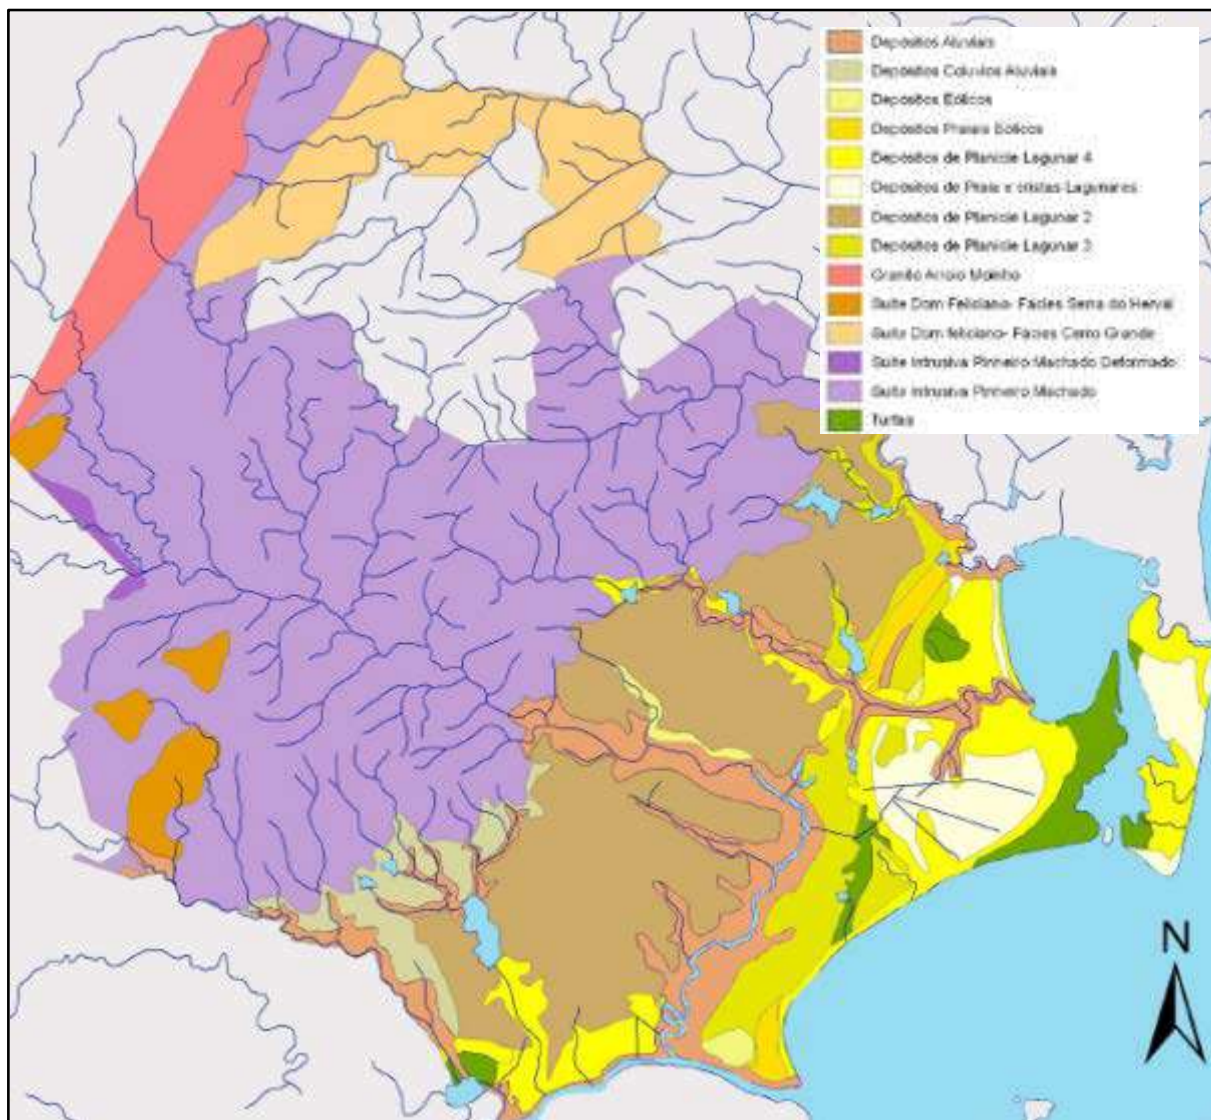 Depósitos Aluviais
Depósitos Coluvios Aluviais
Depósitos Eólicos
Depósitos Praiais Eólicos
Depósitos de Planície Lagunar 4
Depósitos de Praia e cristas Lagunares
Depósitos de Planície Lagunar 2
Depósitos de Planície Lagunar 3
Granito Arroio Moinho
Suíte Dom Feliciano- Fácies Serra do Herval
Suíte Dom feliciano- Fácies Cerro Grande
Suíte Intrusiva Pinheiro Machado Deformado
Suíte Intrusiva Pinheiro Machado
Turfas
N